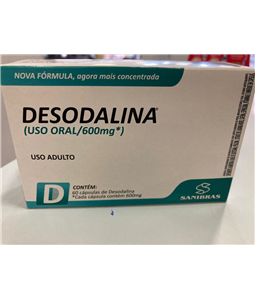 NOVA FÓRMULA, agora mais concentrada
DESODALINA®
(USO ORAL/600mg*)
USO ADULTO
D
CONTÉM:
60 cápsulas de Desodalina
*Cada cápsula contém 600mg
S
SANIBRAS